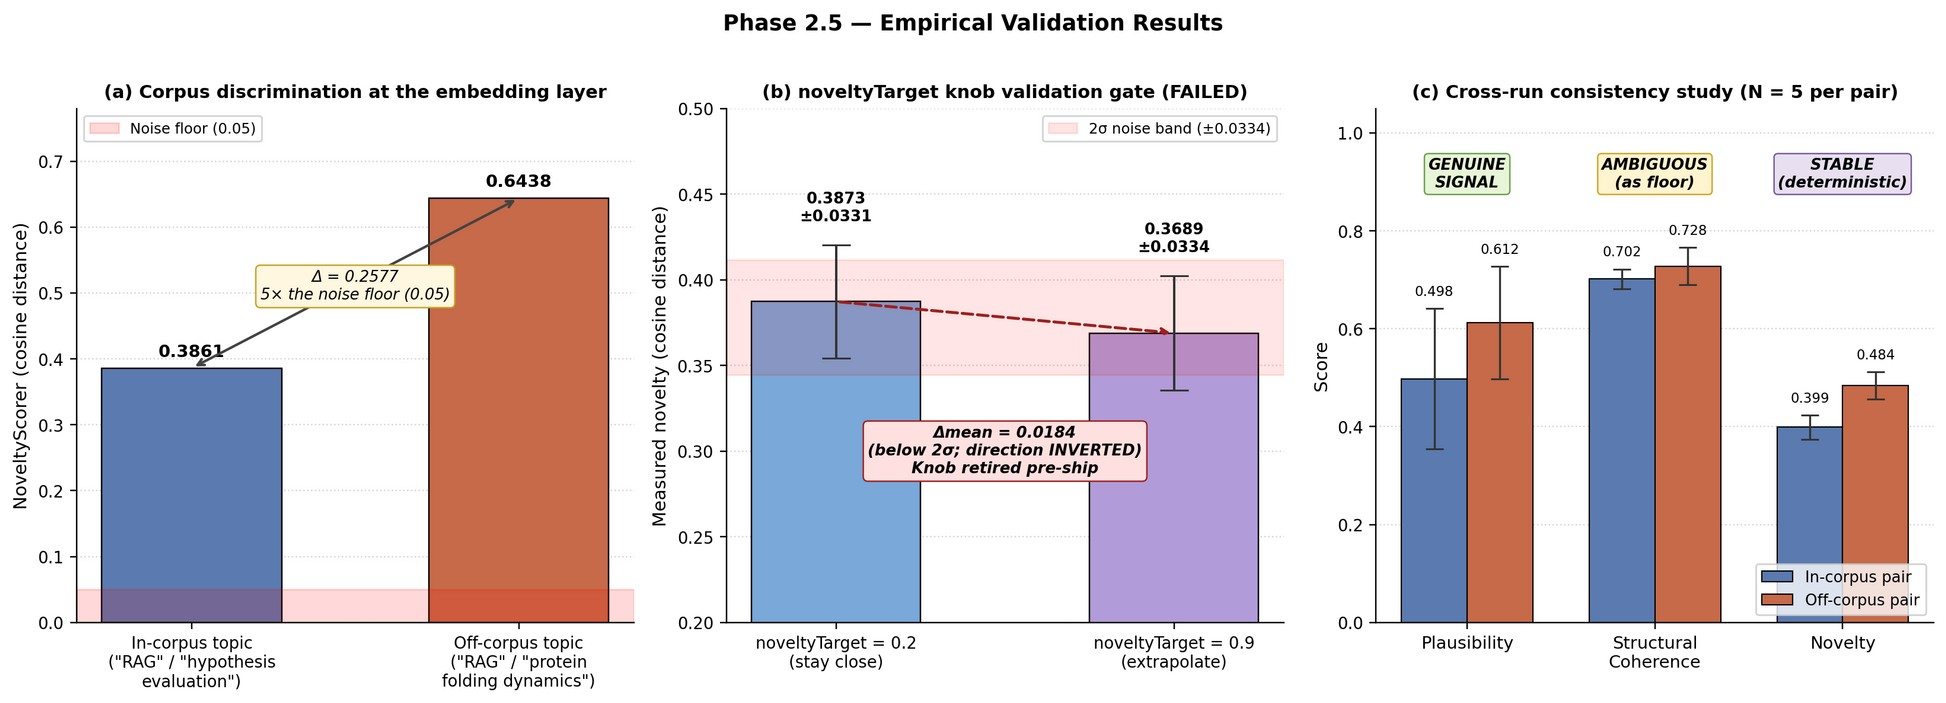 Phase 2.5 — Empirical Validation Results
(a) Corpus discrimination at the embedding layer
Noise floor (0.05)
NoveltyScorer (cosine distance)
0.7
0.6
0.5
0.4
0.3
0.2
0.1
0.0
0.6438
Δ = 0.2577
5× the noise floor (0.05)
0.3861
In-corpus topic
("RAG" / "hypothesis
evaluation")
Off-corpus topic
("RAG" / "protein
folding dynamics")
(b) noveltyTarget knob validation gate (FAILED)
2σ noise band (±0.0334)
Measured novelty (cosine distance)
0.50
0.45
0.40
0.35
0.30
0.25
0.20
0.3873
±0.0331
0.3689
±0.0334
Δmean = 0.0184
(below 2σ; direction INVERTED)
Knob retired pre-ship
noveltyTarget = 0.2
(stay close)
noveltyTarget = 0.9
(extrapolate)
(c) Cross-run consistency study (N = 5 per pair)
Score
1.0
0.8
0.6
0.4
0.2
0.0
GENUINE
SIGNAL
AMBIGUOUS
(as floor)
STABLE
(deterministic)
0.498
0.612
0.702
0.728
0.399
0.484
In-corpus pair
Off-corpus pair
Plausibility
Structural
Coherence
Novelty